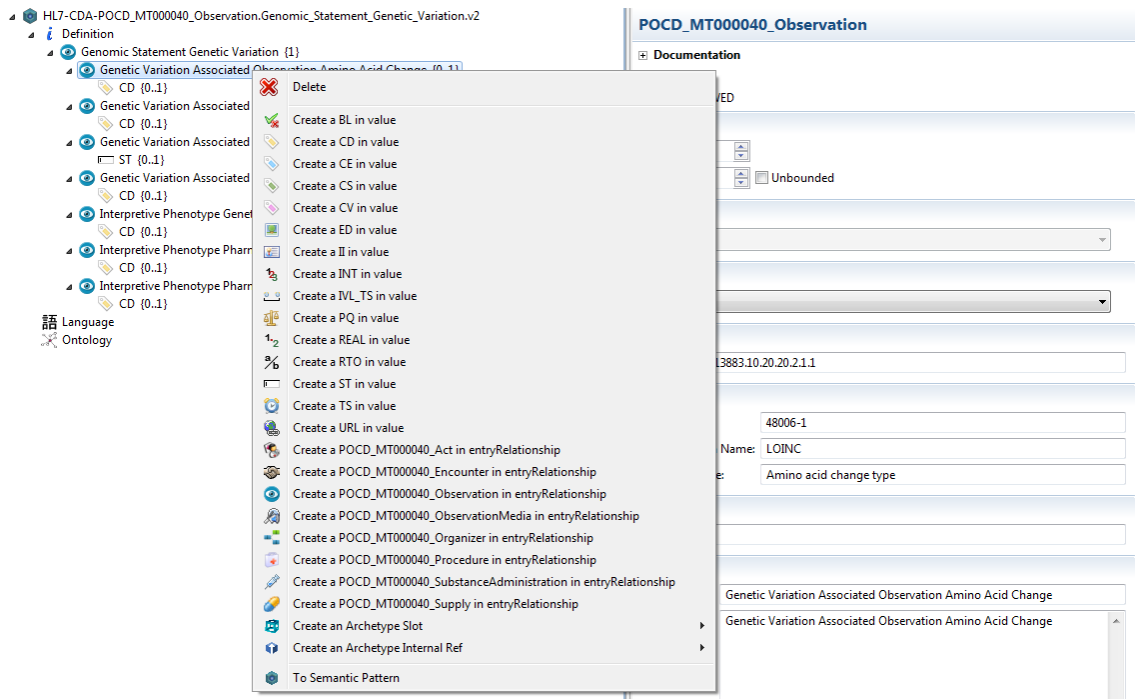 HL7-CDA-POCD_MT000040_Observation.Genomic_Statement_Genetic_Variation.v2
Definition
Genomic Statement Genetic Variation {1}
Genetic Variation Associated Observation Amino Acid Change {0..1}
CD {0..1}
Genetic Variation Associated
CD {0..1}
Genetic Variation Associated
ST {0..1}
Genetic Variation Associated
CD {0..1}
Interpretive Phenotype Genet
CD {0..1}
Interpretive Phenotype Pharr
CD {0..1}
Interpretive Phenotype Pharr
CD {0..1}
語 Language
Ontology
Delete
Create a BL in value
Create a CD in value
Create a CE in value
Create a CS in value
Create a CV in value
Create a ED in value
Create a II in value
Create a INT in value
Create a IVL_TS in value
Create a PQ in value
Create a REAL in value
Create a RTO in value
Create a ST in value
Create a TS in value
Create a URL in value
Create a POCD_MT000040_Act in entryRelationship
Create a POCD_MT000040_Encounter in entryRelationship
Create a POCD_MT000040_Observation in entryRelationship
Create a POCD_MT000040_ObservationMedia in entryRelationship
Create a POCD_MT000040_Organizer in entryRelationship
Create a POCD_MT000040_Procedure in entryRelationship
Create a POCD_MT000040_SubstanceAdministration in entryRelationship
Create a POCD_MT000040_Supply in entryRelationship
Create an Archetype Slot
Create an Archetype Internal Ref
To Semantic Pattern
POCD_MT000040_Observation
Documentation
WED
Unbounded
13883.10.20.20.2.1.1
48006-1
Name: LOINC
e: Amino acid change type
Genetic Variation Associated Observation Amino Acid Change
Genetic Variation Associated Observation Amino Acid Change